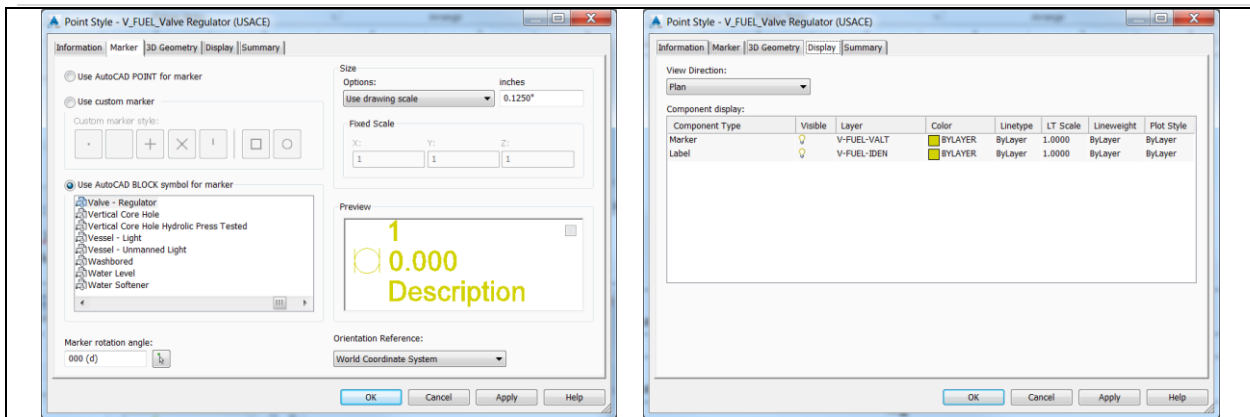 Point Style - V_FUEL_Valve Regulator (USACE)
Information Marker 3D Geometry Display Summary
Use AutoCAD POINT for marker
Use custom marker
Custom marker style:
Use AutoCAD BLOCK symbol for marker
Valve - Regulator
Vertical Core Hole
Vertical Core Hole Hydrolic Press Tested
Vessel - Light
Vessel - Unmanned Light
Washbored
Water Level
Water Softener
Marker rotation angle:
000 (d)
Size
Options: inches
Use drawing scale 0.1250"
Fixed Scale
X: Y: Z:
1 1 1
Preview
1
0.000
Description
Orientation Reference:
World Coordinate System
OK Cancel Apply Help
Point Style - V_FUEL_Valve Regulator (USACE)
Information Marker 3D Geometry Display Summary
View Direction:
Plan
Component display:
Component Type Visible Layer Color Linetype LT Scale Lineweight Plot Style
Marker V-FUEL-VALT BYLAYER ByLayer 1.0000 ByLayer ByLayer
Label V-FUEL-IDEN BYLAYER ByLayer 1.0000 ByLayer ByLayer
OK Cancel Apply Help